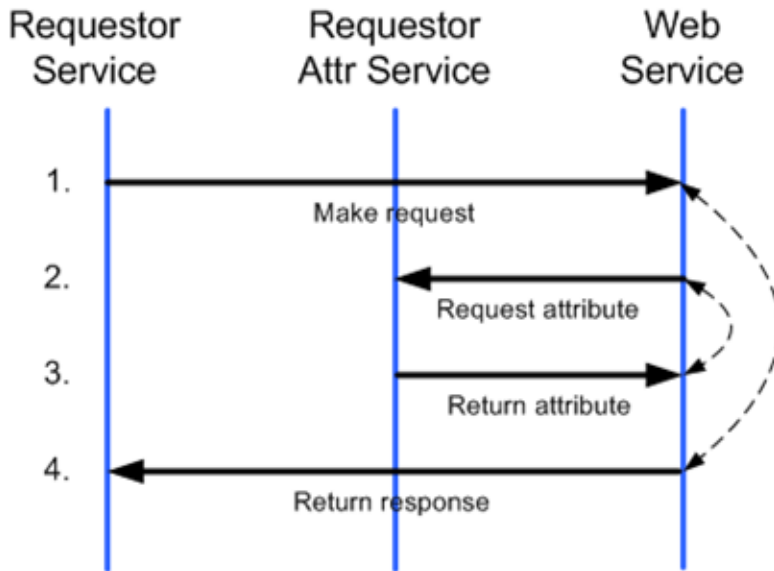 Requestor
Service
Requestor
Attr Service
Web
Service
1.
Make request
2.
Request attribute
3.
Return attribute
4.
Return response